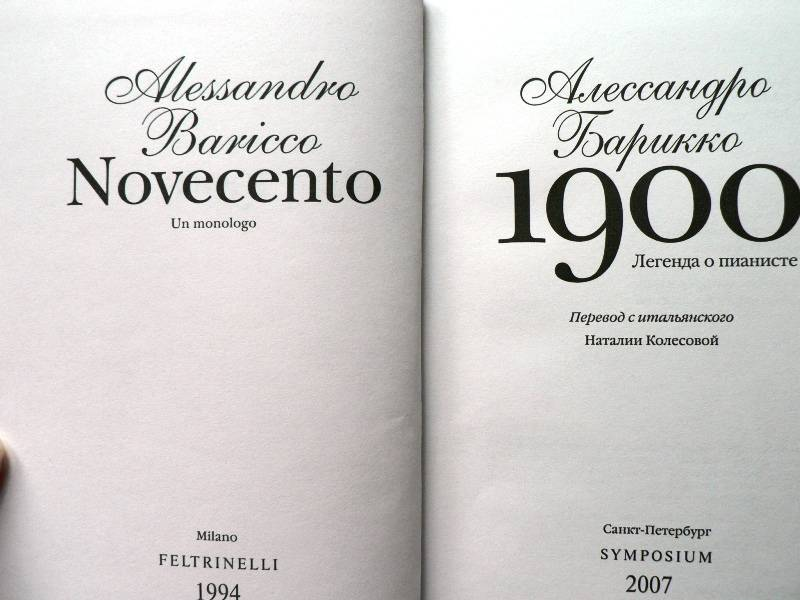 Alessandro
Baricco
Novecento
Un monologo
Milano
FELTRINELLI
1994
Алессандро
Барикко
1900
Легенда о пианисте
Перевод с итальянского
Наталии Колесовой
Санкт-Петербург
SYMPOSIUM
2007